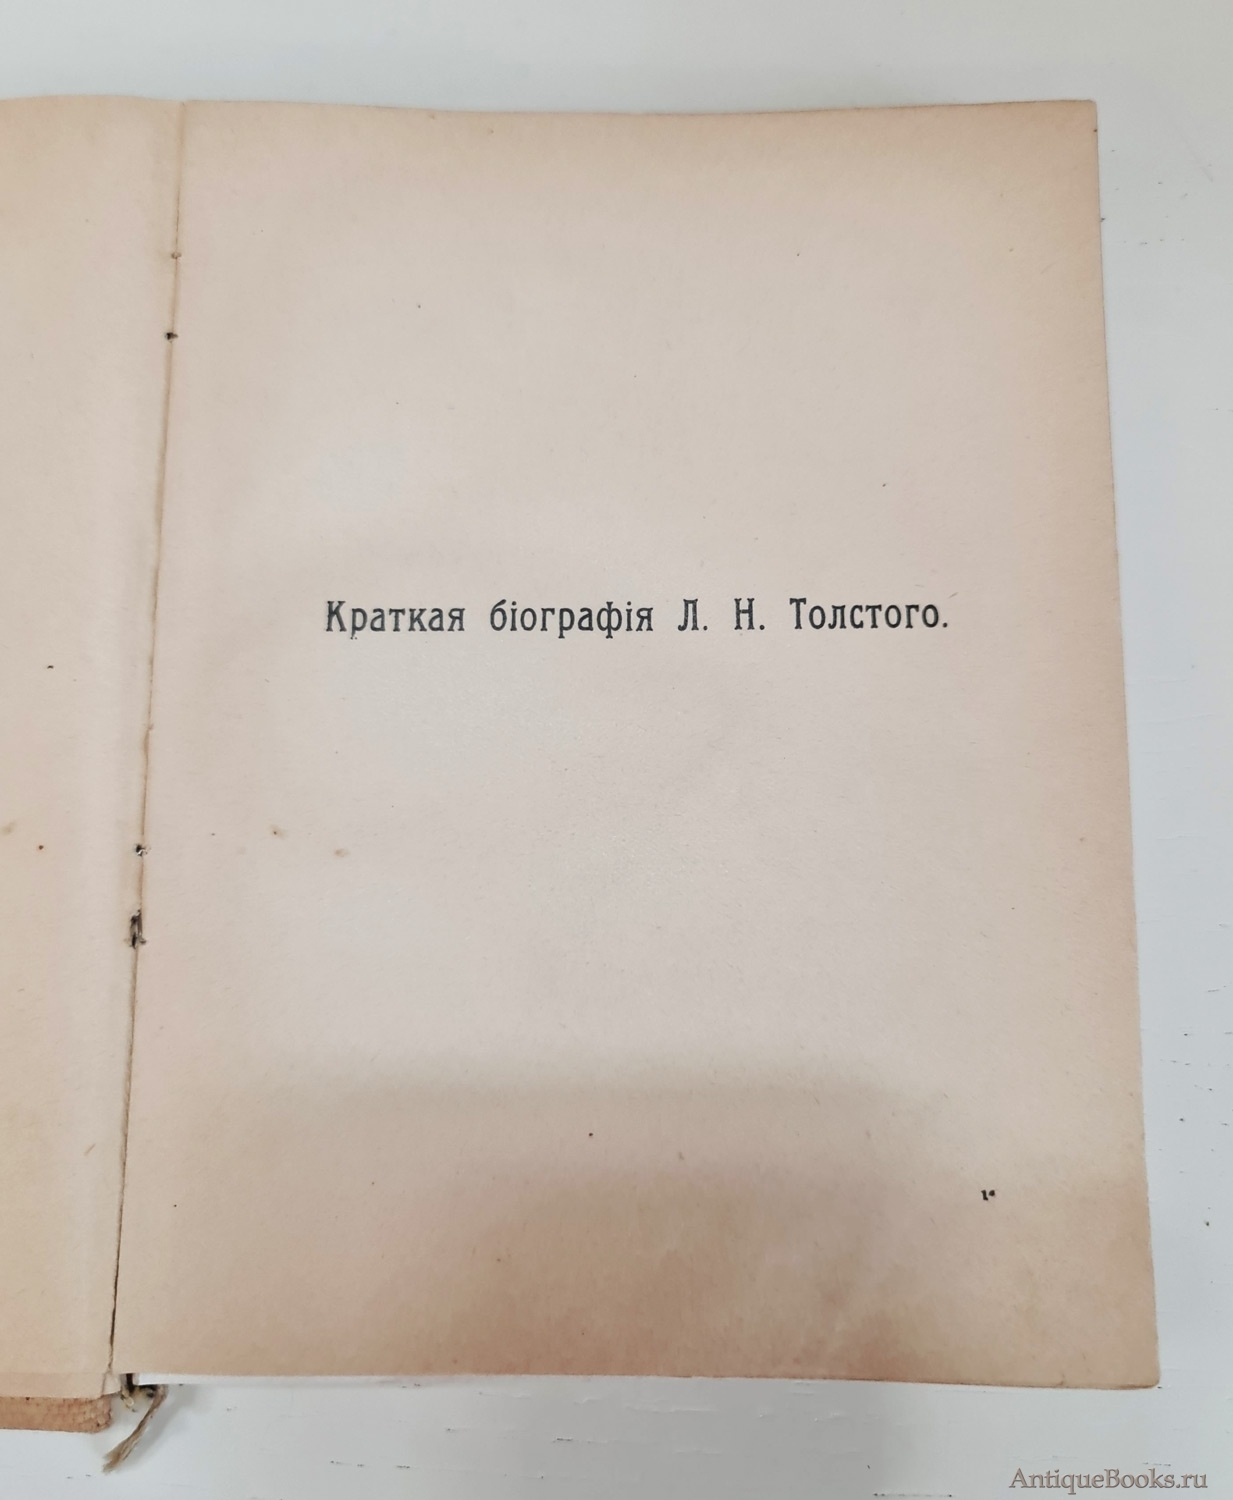 Краткая біографія Л. Н. Толстого.
1*
AntiqueBooks.ru